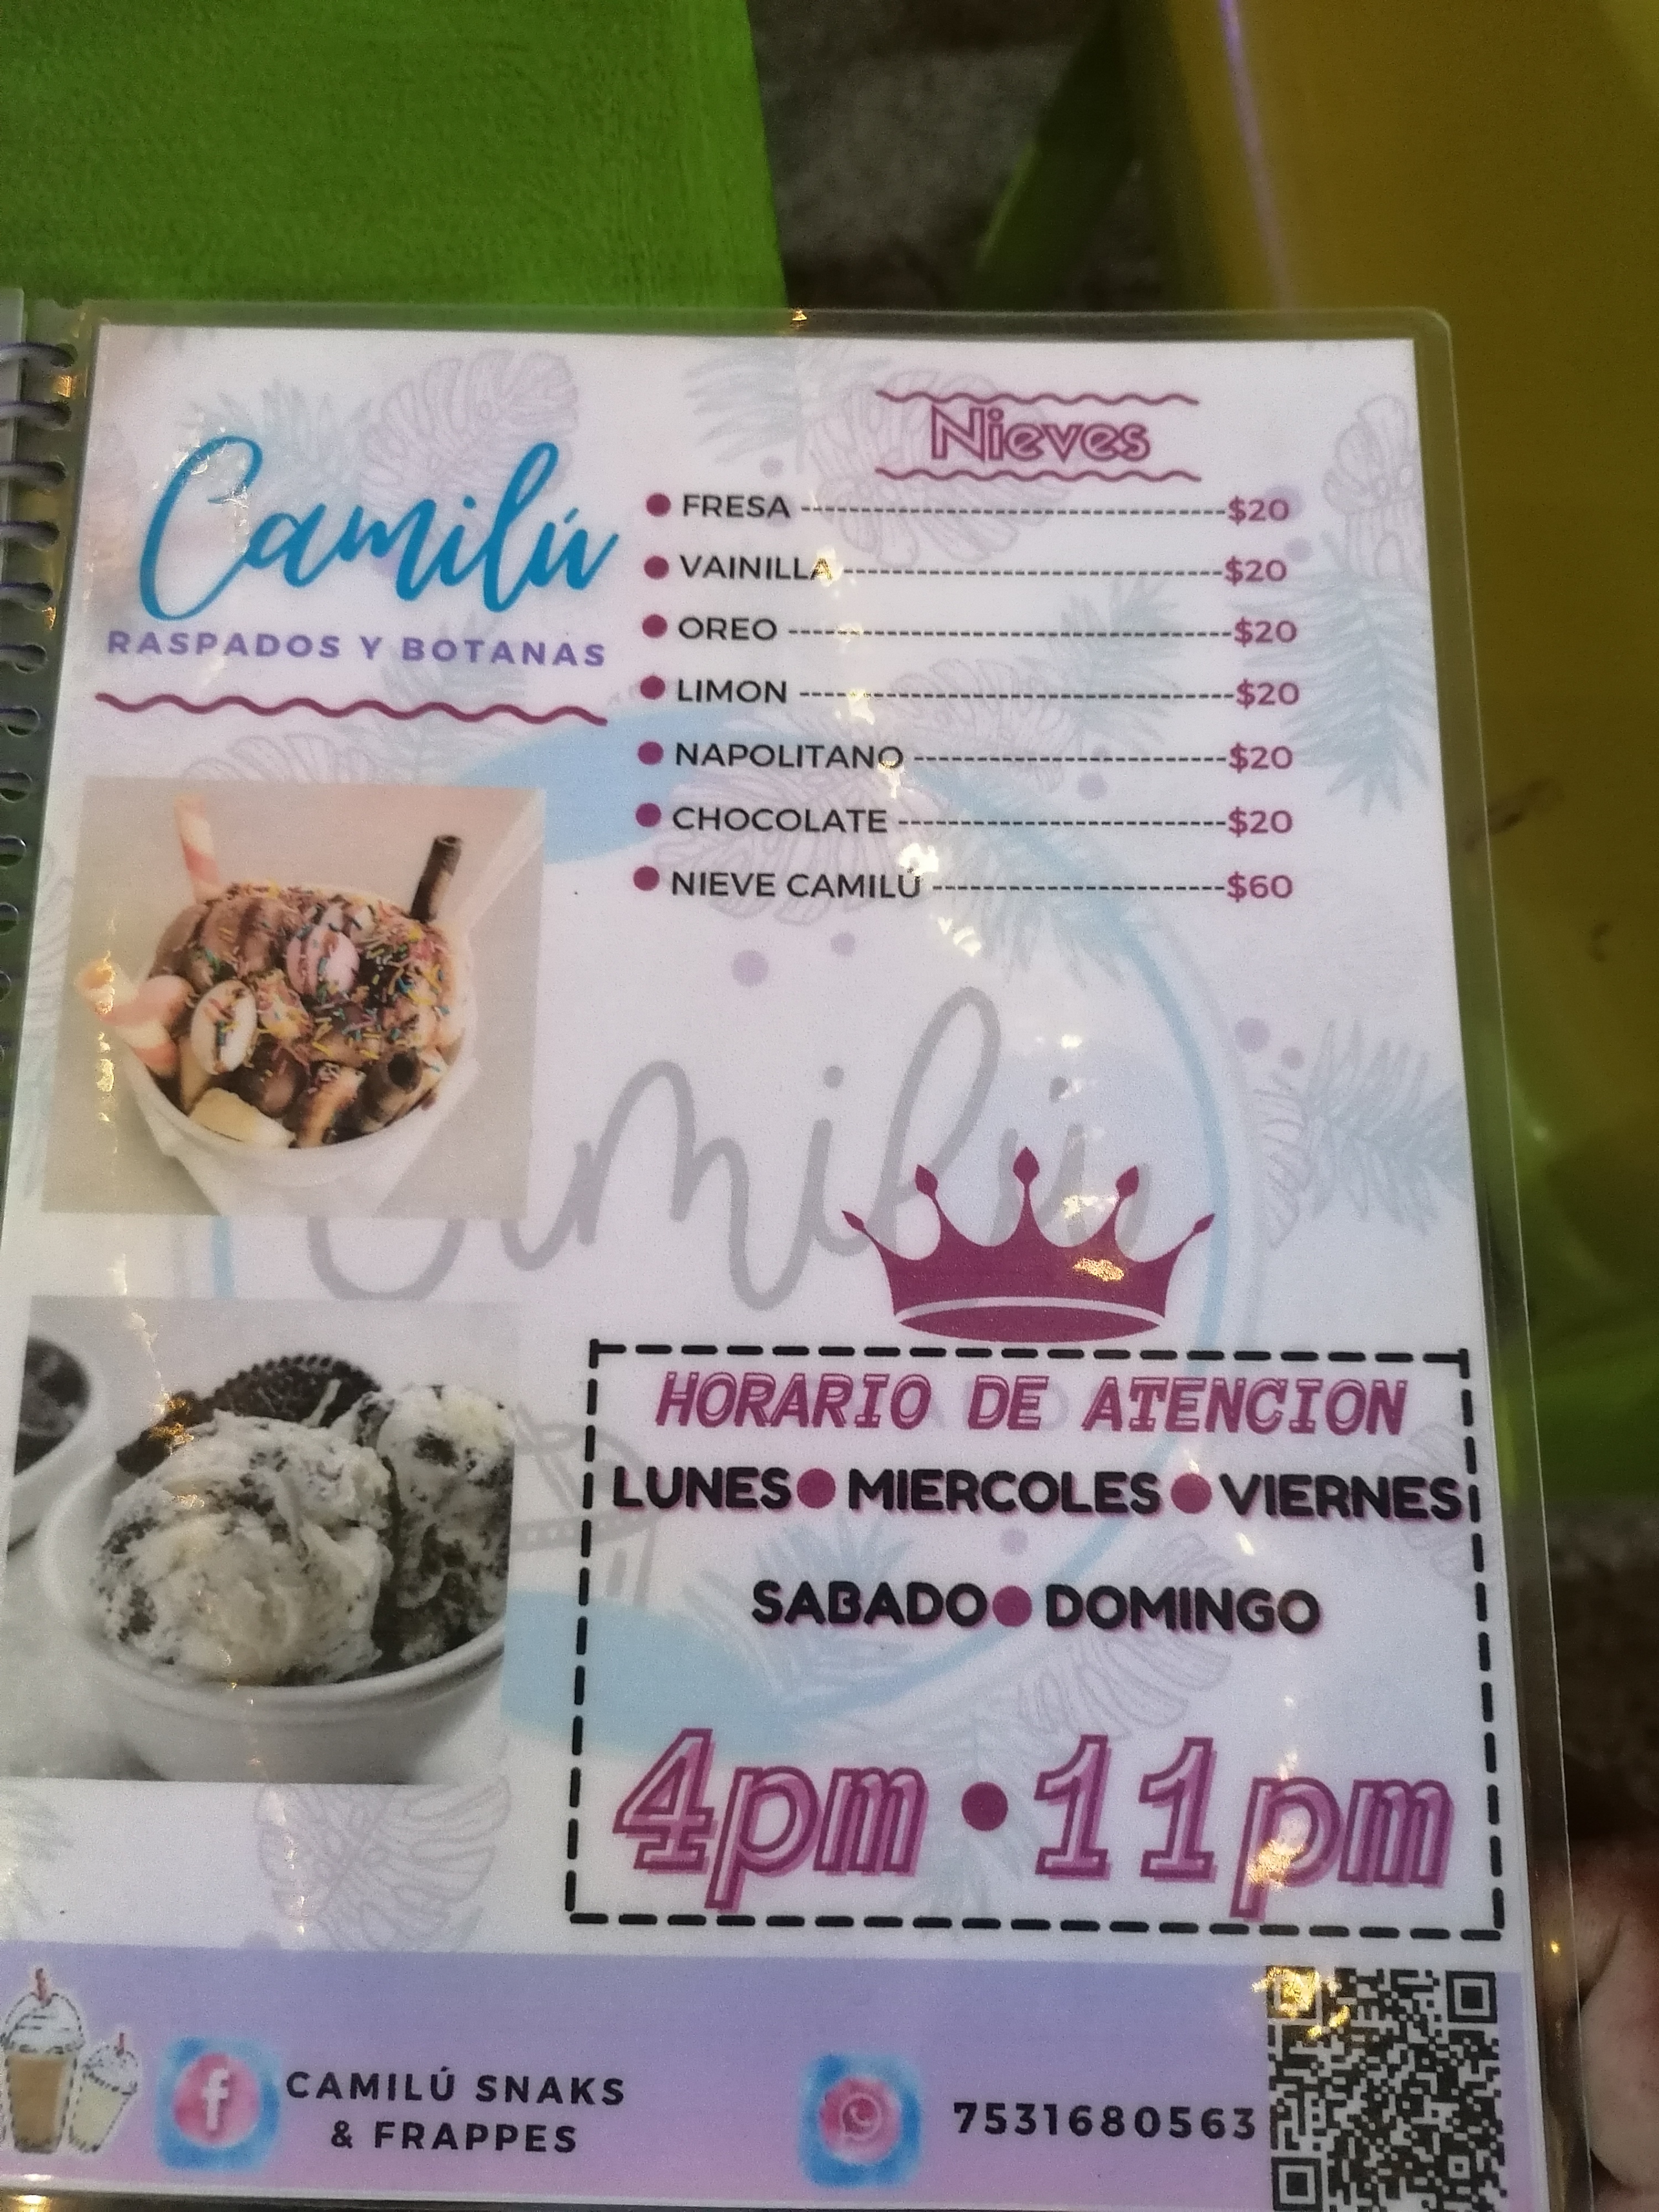 Camilú
RASPADOS Y BOTANAS
Nieves
FRESA $20
VAINILLA $20
OREO $20
LIMON $20
NAPOLITANO $20
CHOCOLATE $20
NIEVE CAMILÚ $60
Camilú
HORARIO DE ATENCION
LUNES • MIERCOLES • VIERNES
SABADO • DOMINGO
4pm • 11pm
CAMILÚ SNAKS
& FRAPPES
7531680563